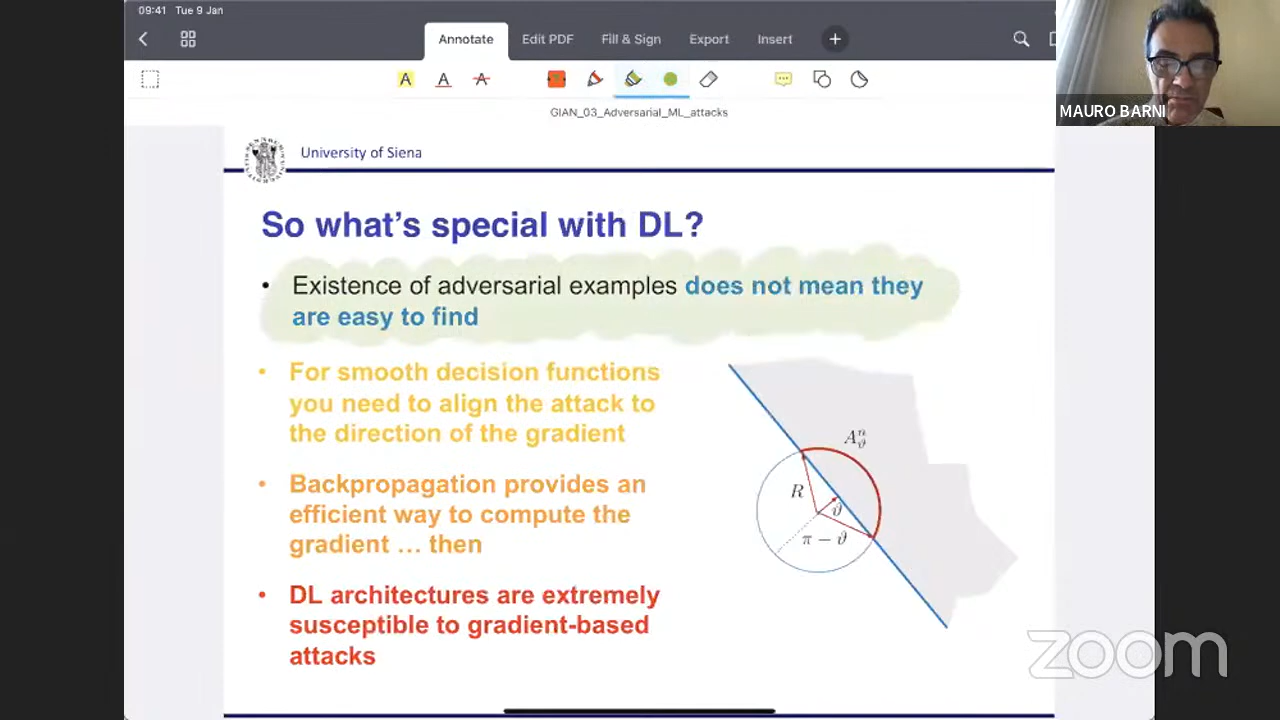 09:41 Tue 9 Jan
Annotate Edit PDF Fill & Sign Export Insert +
A A A
GIAN_03_Adversarial_ML_attacks
MAURO BARNI
University of Siena
So what's special with DL?
• Existence of adversarial examples does not mean they
are easy to find
• For smooth decision functions
you need to align the attack to
the direction of the gradient
• Backpropagation provides an
efficient way to compute the
gradient … then
• DL architectures are extremely
susceptible to gradient-based
attacks
A^n_ϑ
R
ϑ
π − ϑ
zoom